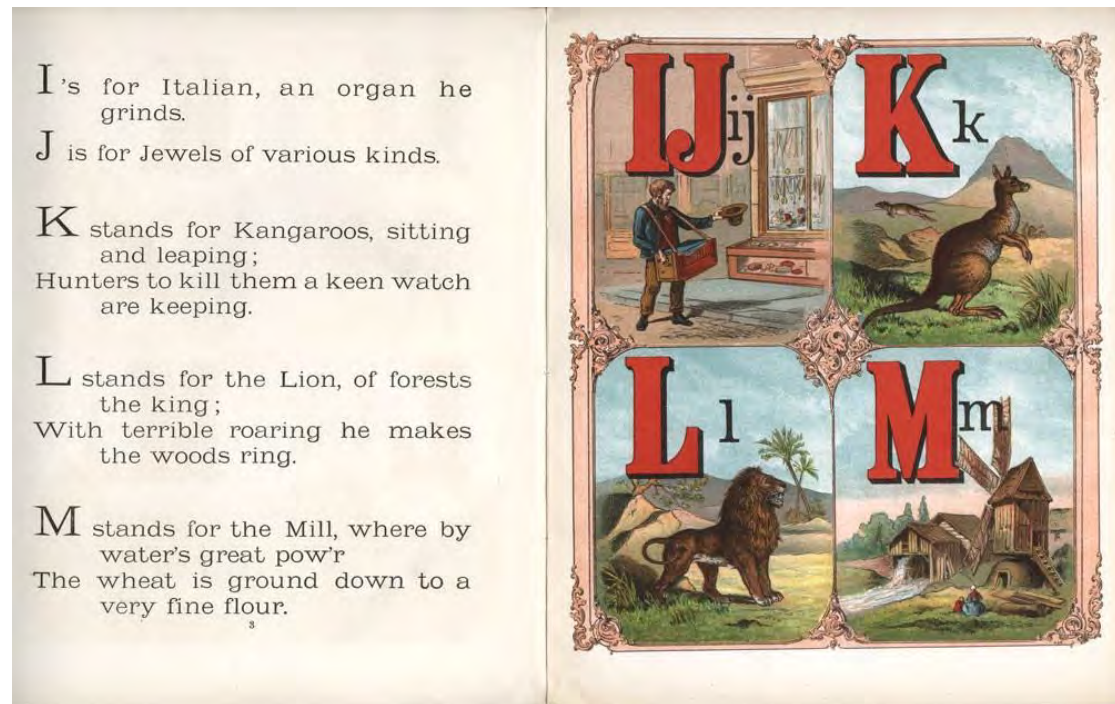 I's for Italian, an organ he
grinds.
J is for Jewels of various kinds.
K stands for Kangaroos, sitting
and leaping;
Hunters to kill them a keen watch
are keeping.
L stands for the Lion, of forests
the king;
With terrible roaring he makes
the woods ring.
M stands for the Mill, where by
water's great pow'r
The wheat is ground down to a
very fine flour.
3
IJ ij
K k
L l
M m